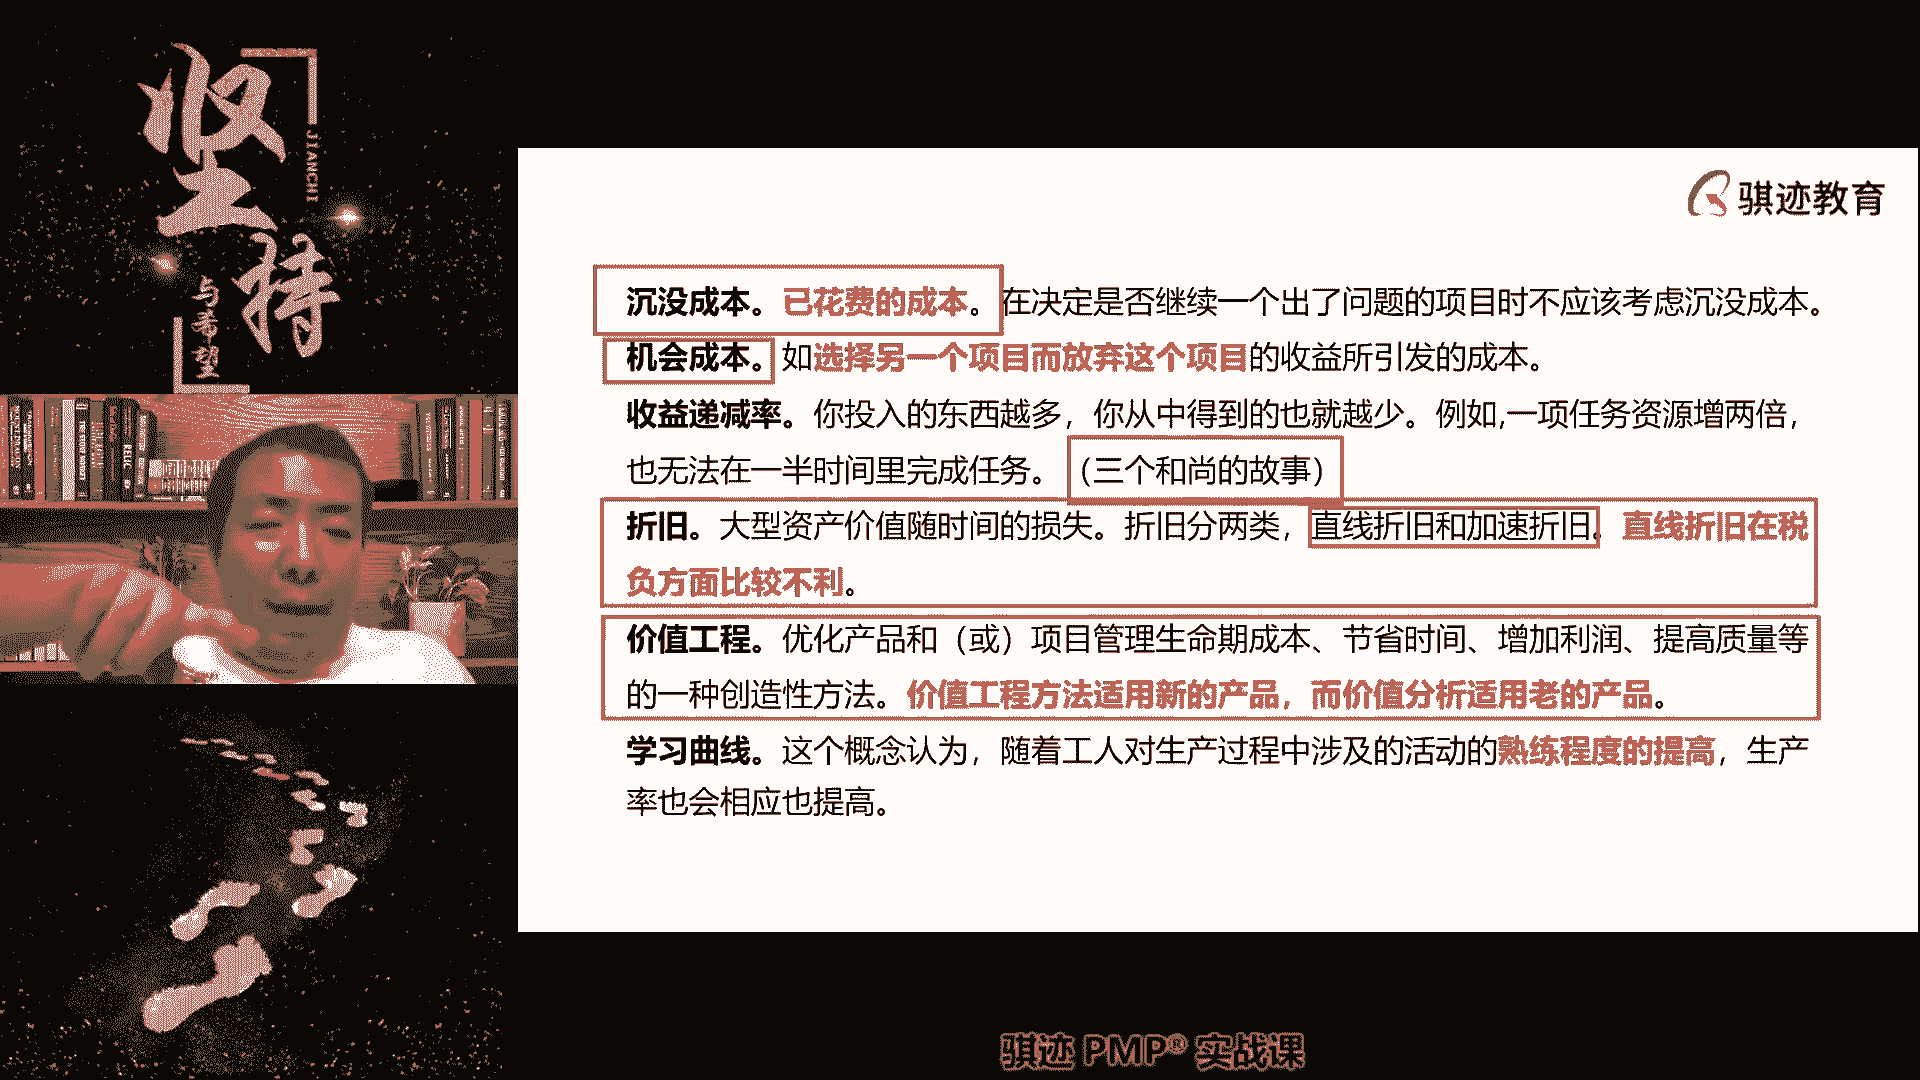 坚持
JIANCHI
与希望
骐迹教育
沉没成本。已花费的成本。在决定是否继续一个出了问题的项目时不应该考虑沉没成本。
机会成本。如选择另一个项目而放弃这个项目的收益所引发的成本。
收益递减率。你投入的东西越多，你从中得到的也就越少。例如,一项任务资源增两倍，
也无法在一半时间里完成任务。（三个和尚的故事）
折旧。大型资产价值随时间的损失。折旧分两类，直线折旧和加速折旧。直线折旧在税
负方面比较不利。
价值工程。优化产品和（或）项目管理生命期成本、节省时间、增加利润、提高质量等
的一种创造性方法。价值工程方法适用新的产品，而价值分析适用老的产品。
学习曲线。这个概念认为，随着工人对生产过程中涉及的活动的熟练程度的提高，生产
率也会相应也提高。
骐迹 PMP® 实战课